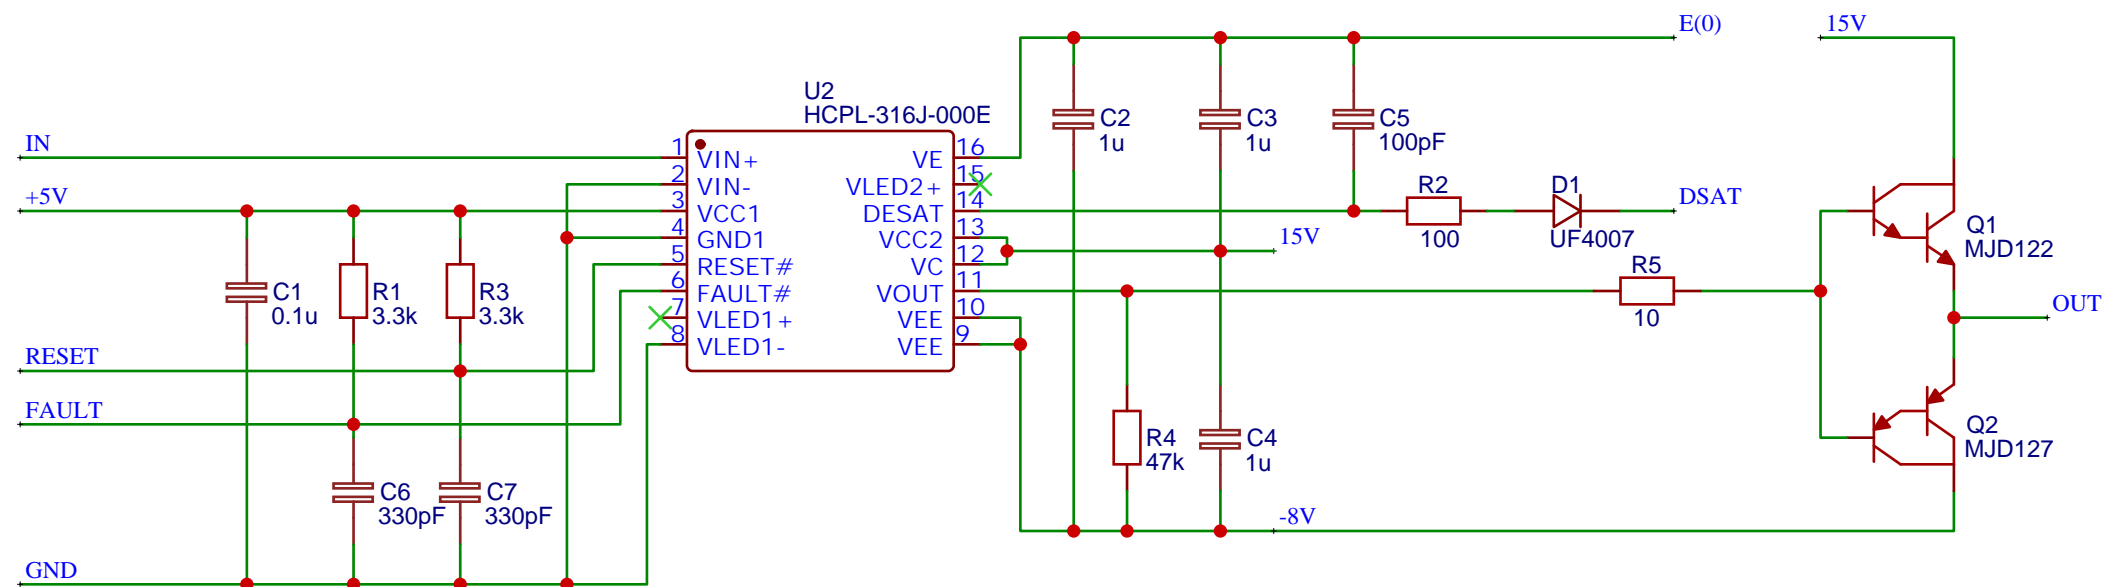 E(0)
15V
U2
HCPL-316J-000E
C2
1u
C3
1u
C5
100pF
IN
1
VIN+
VE
16
2
VIN-
VLED2+
15
R2
100
D1
UF4007
DSAT
+5V
3
VCC1
DESAT
14
4
GND1
VCC2
13
15V
Q1
MJD122
5
RESET#
VC
12
R5
10
6
FAULT#
VOUT
11
C1
0.1u
R1
3.3k
R3
3.3k
7
VLED1+
VEE
10
OUT
8
VLED1-
VEE
9
RESET
FAULT
R4
47k
C4
1u
Q2
MJD127
C6
330pF
C7
330pF
-8V
GND